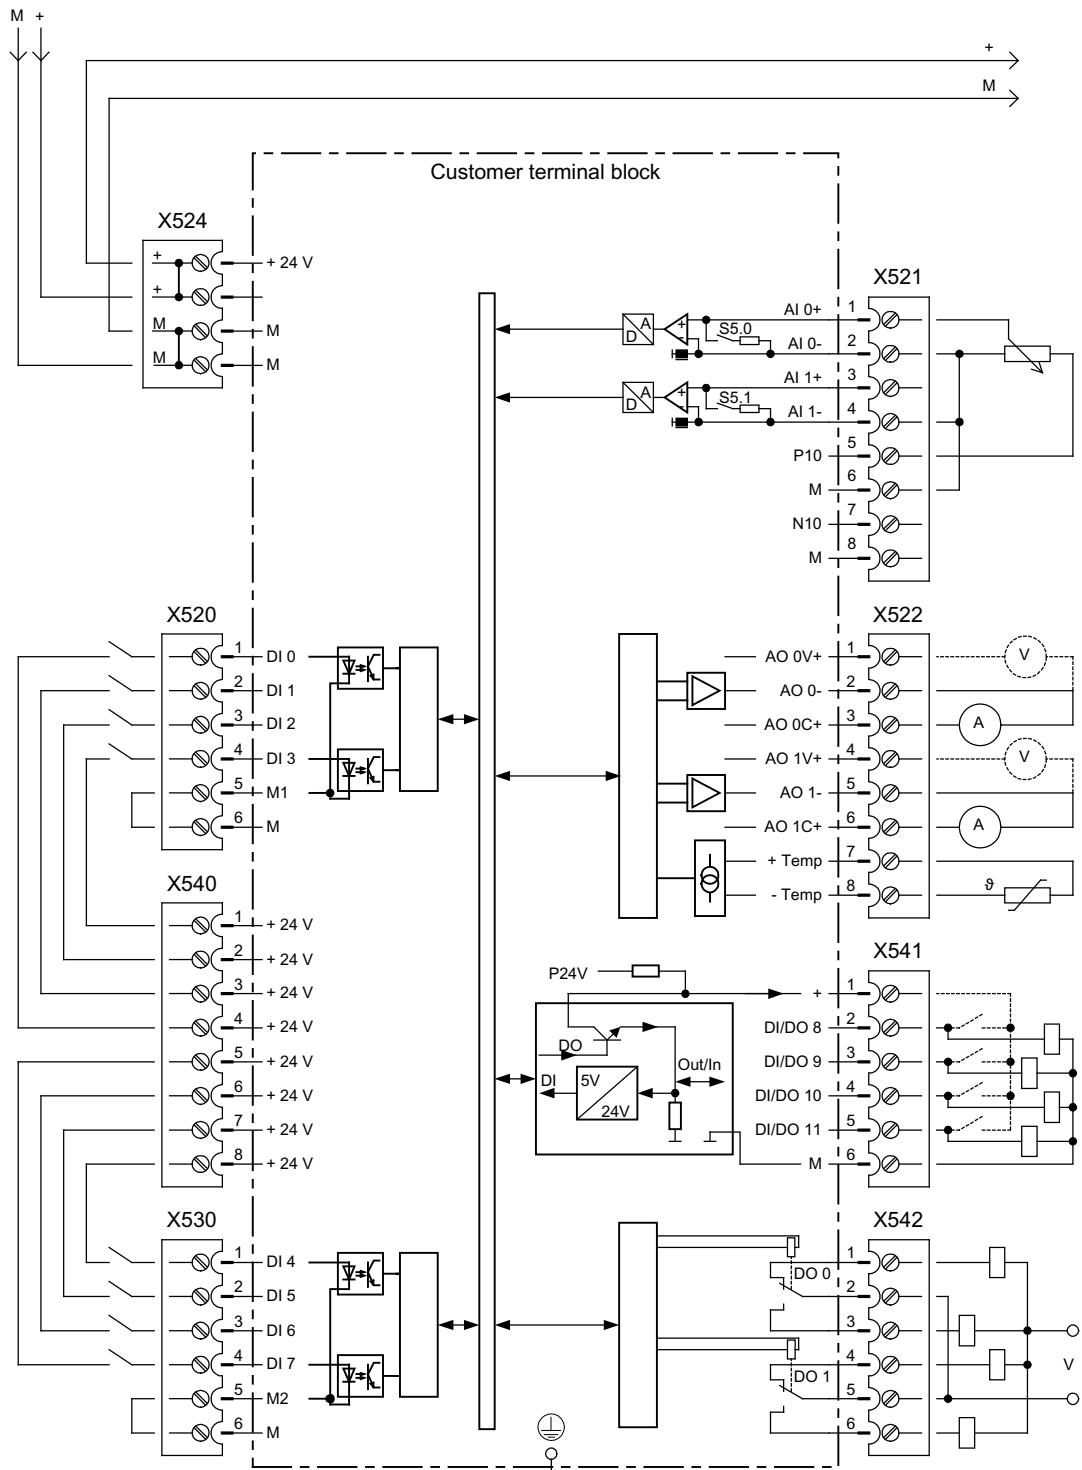 M +
+
M
Customer terminal block
X524
+ + 24 V
+
M M
M M
X521
AI 0+ 1
S5.0
AI 0- 2
A
D
+
-
AI 1+ 3
S5.1
AI 1- 4
A
D
+
-
P10 5
M 6
N10 7
M 8
X520
1 DI 0
2 DI 1
3 DI 2
4 DI 3
5 M1
6 M
X522
AO 0V+ 1 V
AO 0- 2
AO 0C+ 3 A
AO 1V+ 4 V
AO 1- 5
AO 1C+ 6 A
+ Temp 7
- Temp 8 ϑ
X540
1 + 24 V
2 + 24 V
3 + 24 V
4 + 24 V
5 + 24 V
6 + 24 V
7 + 24 V
8 + 24 V
X541
P24V
+ 1
DI/DO 8 2
DO
DI/DO 9 3
Out/In
DI
5V
24V
DI/DO 10 4
DI/DO 11 5
M 6
X530
1 DI 4
2 DI 5
3 DI 6
4 DI 7
5 M2
6 M
X542
1
DO 0
2
3
4
DO 1
5
6
V